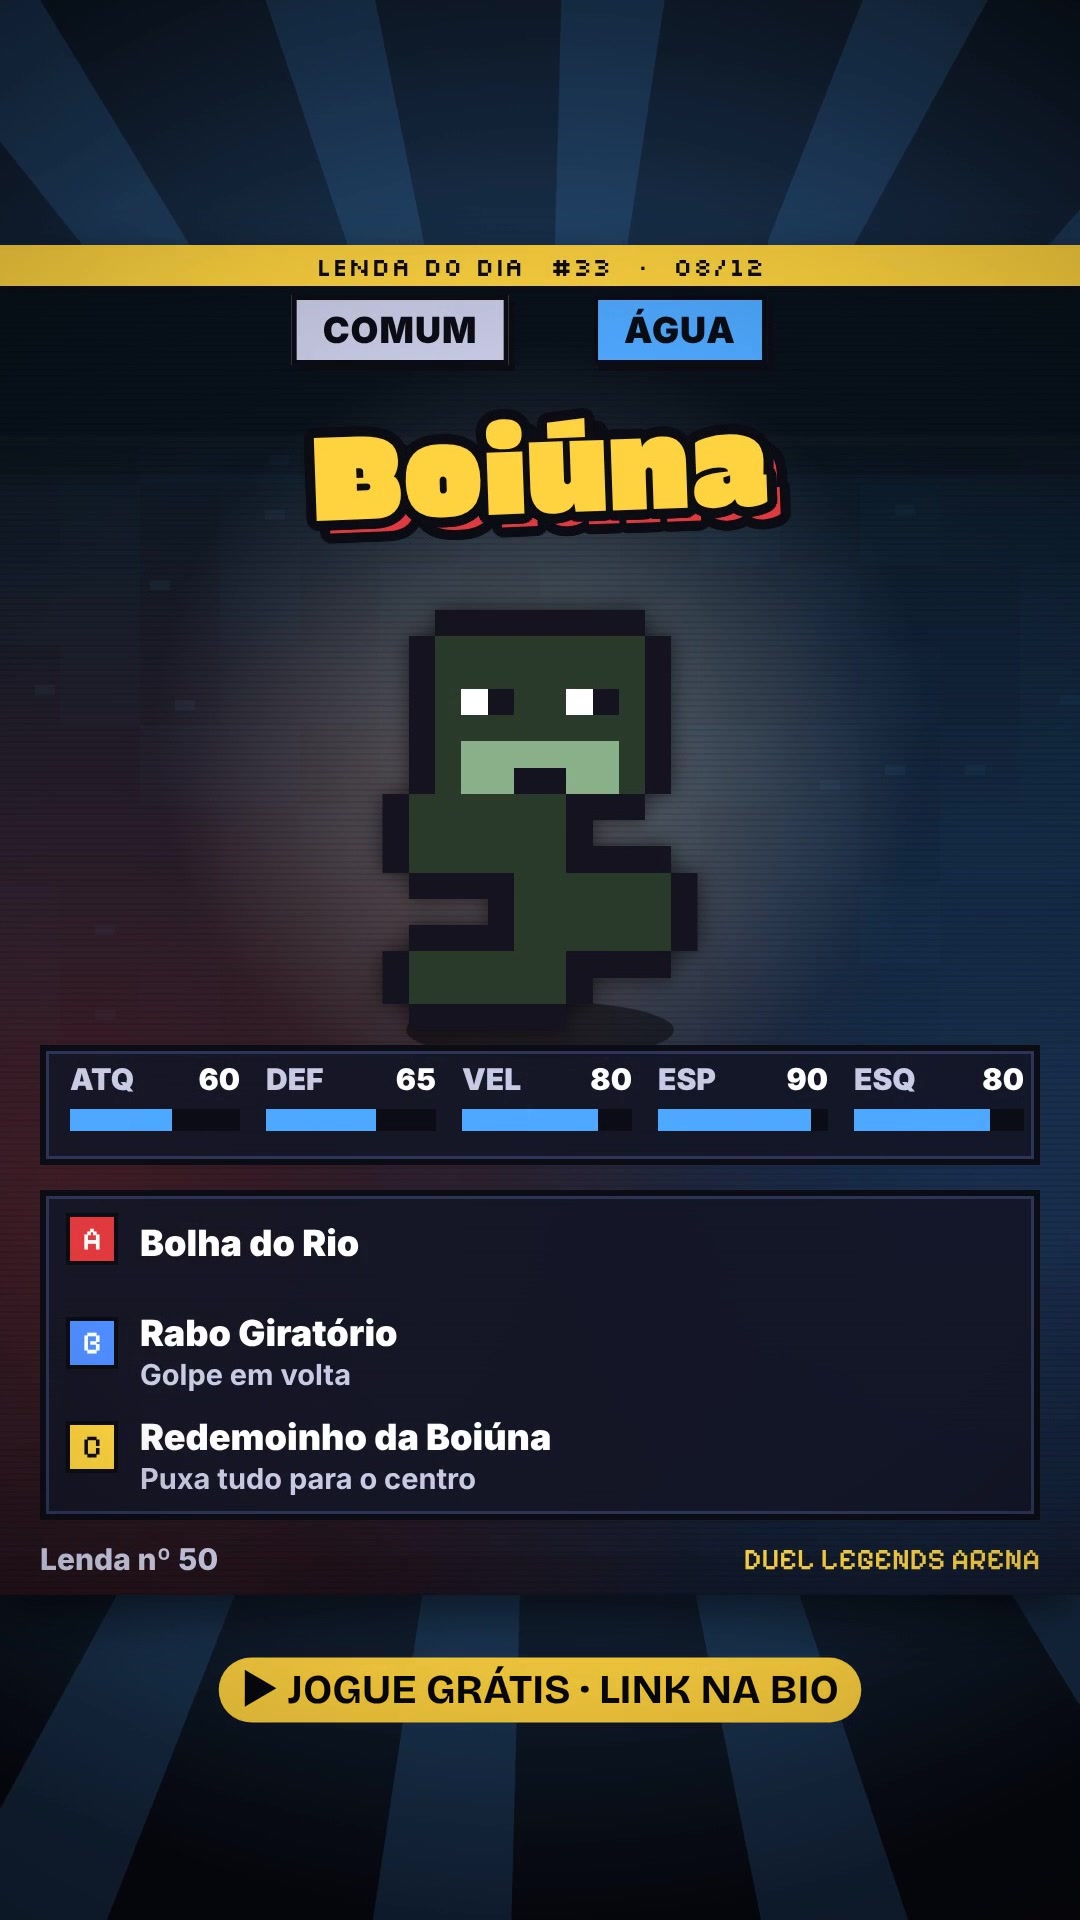 LENDA DO DIA #33 · 08/12
COMUM
ÁGUA
Boiúna
ATQ 60 DEF 65 VEL 80 ESP 90 ESQ 80
A Bolha do Rio
B Rabo Giratório
Golpe em volta
C Redemoinho da Boiúna
Puxa tudo para o centro
Lenda nº 50
DUEL LEGENDS ARENA
▶ JOGUE GRÁTIS · LINK NA BIO